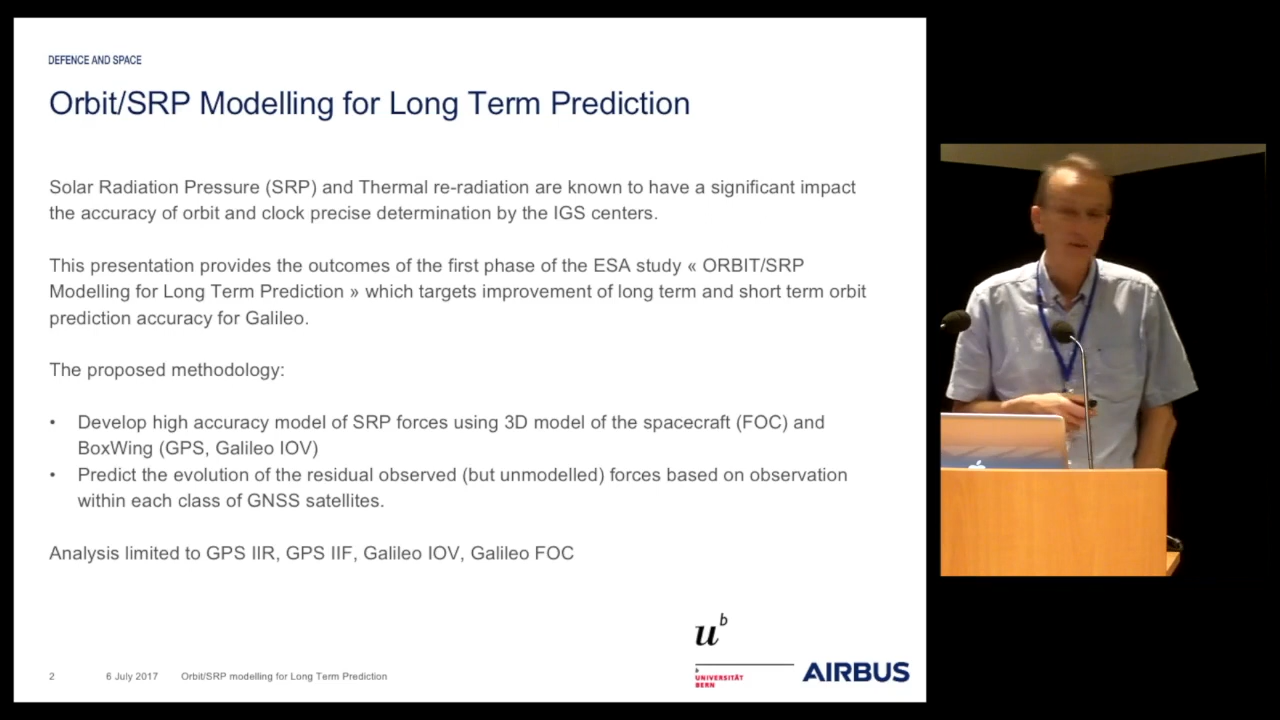 DEFENCE AND SPACE
Orbit/SRP Modelling for Long Term Prediction
Solar Radiation Pressure (SRP) and Thermal re-radiation are known to have a significant impact
the accuracy of orbit and clock precise determination by the IGS centers.
This presentation provides the outcomes of the first phase of the ESA study « ORBIT/SRP
Modelling for Long Term Prediction » which targets improvement of long term and short term orbit
prediction accuracy for Galileo.
The proposed methodology:
• Develop high accuracy model of SRP forces using 3D model of the spacecraft (FOC) and
BoxWing (GPS, Galileo IOV)
• Predict the evolution of the residual observed (but unmodelled) forces based on observation
within each class of GNSS satellites.
Analysis limited to GPS IIR, GPS IIF, Galileo IOV, Galileo FOC
u b
b
UNIVERSITÄT
BERN
AIRBUS
2 6 July 2017 Orbit/SRP modelling for Long Term Prediction